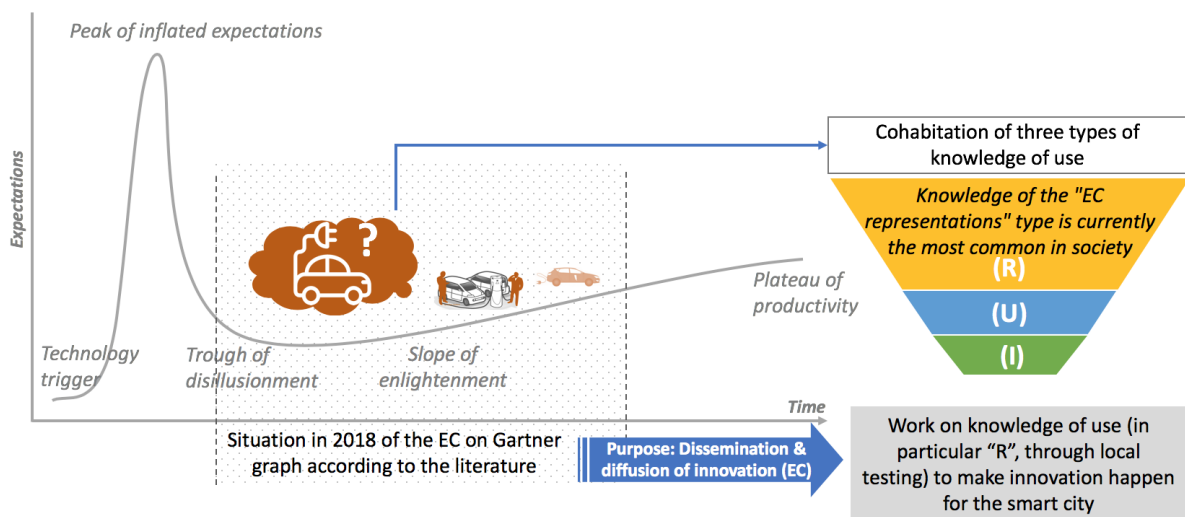 Peak of inflated expectations
Expectations
?
Technology
trigger
Trough of
disillusionment
Slope of
enlightenment
Plateau of
productivity
Time
Situation in 2018 of the EC on Gartner
graph according to the literature
Purpose: Dissemination &
diffusion of innovation (EC)
Cohabitation of three types of
knowledge of use
Knowledge of the "EC
representations" type is currently
the most common in society
(R)
(U)
(I)
Work on knowledge of use (in
particular “R”, through local
testing) to make innovation happen
for the smart city